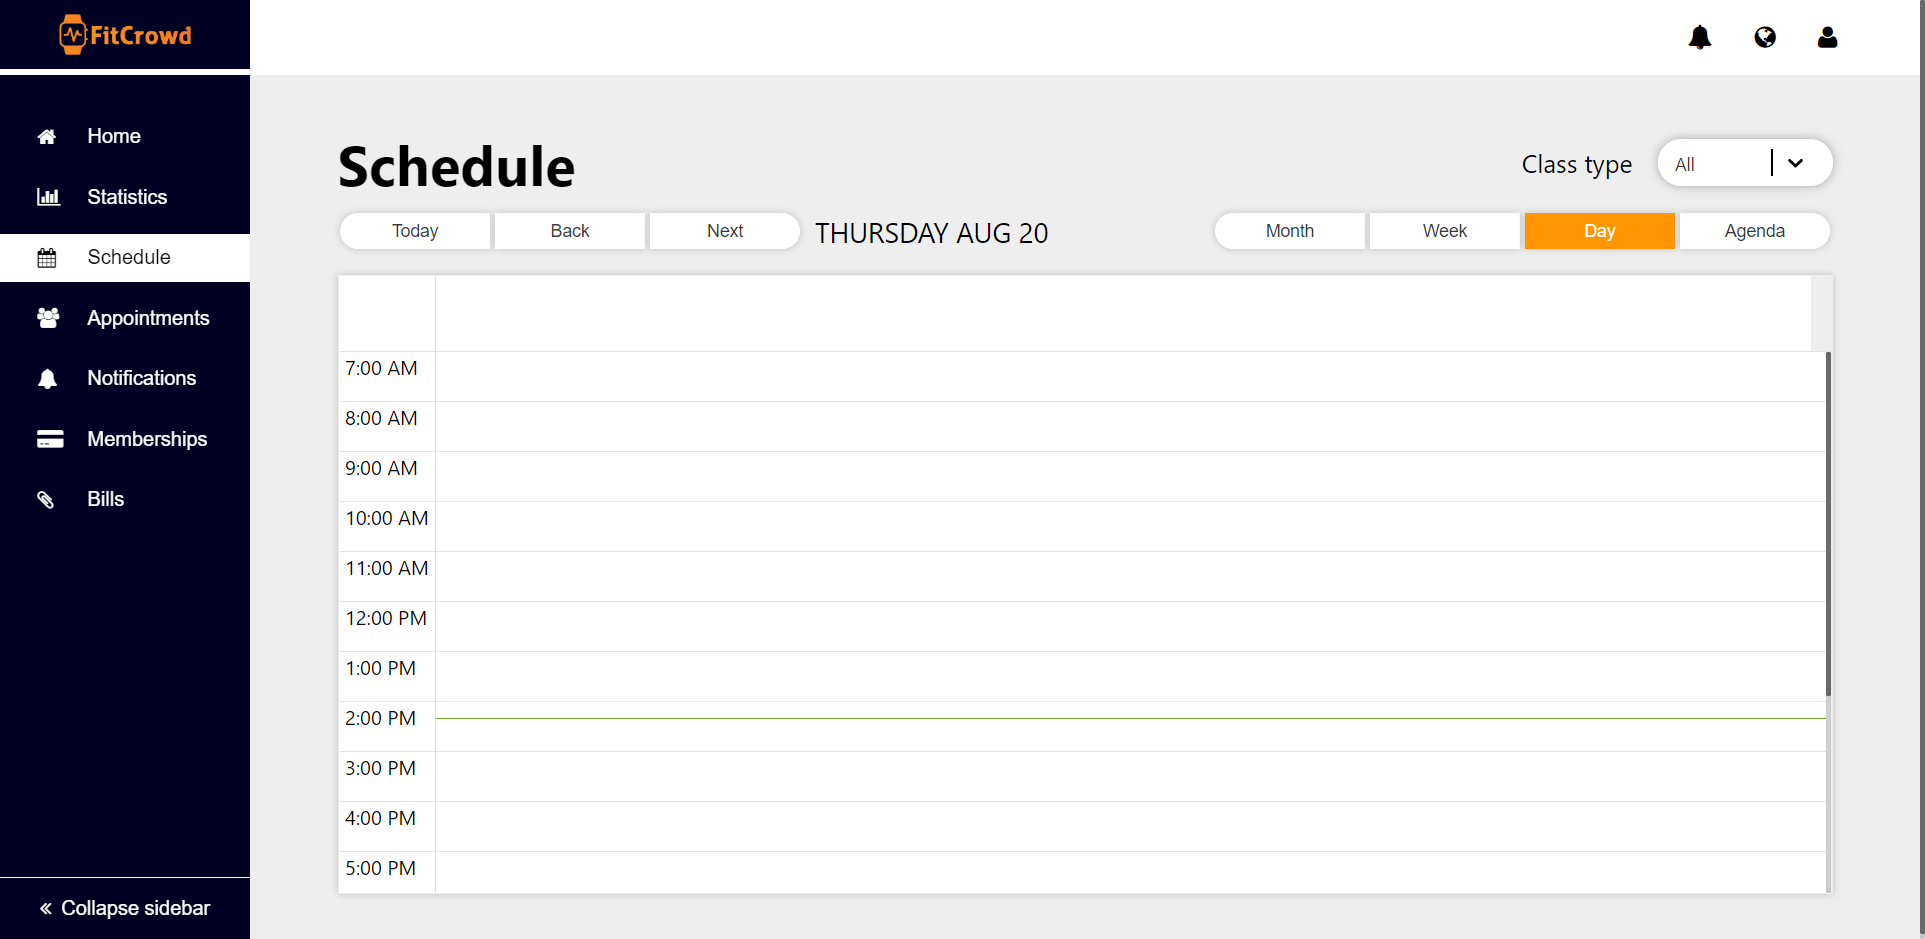 FitCrowd
Home
Statistics
Schedule
Appointments
Notifications
Memberships
Bills
Collapse sidebar
Schedule
Class type All
Today Back Next THURSDAY AUG 20 Month Week Day Agenda
7:00 AM
8:00 AM
9:00 AM
10:00 AM
11:00 AM
12:00 PM
1:00 PM
2:00 PM
3:00 PM
4:00 PM
5:00 PM